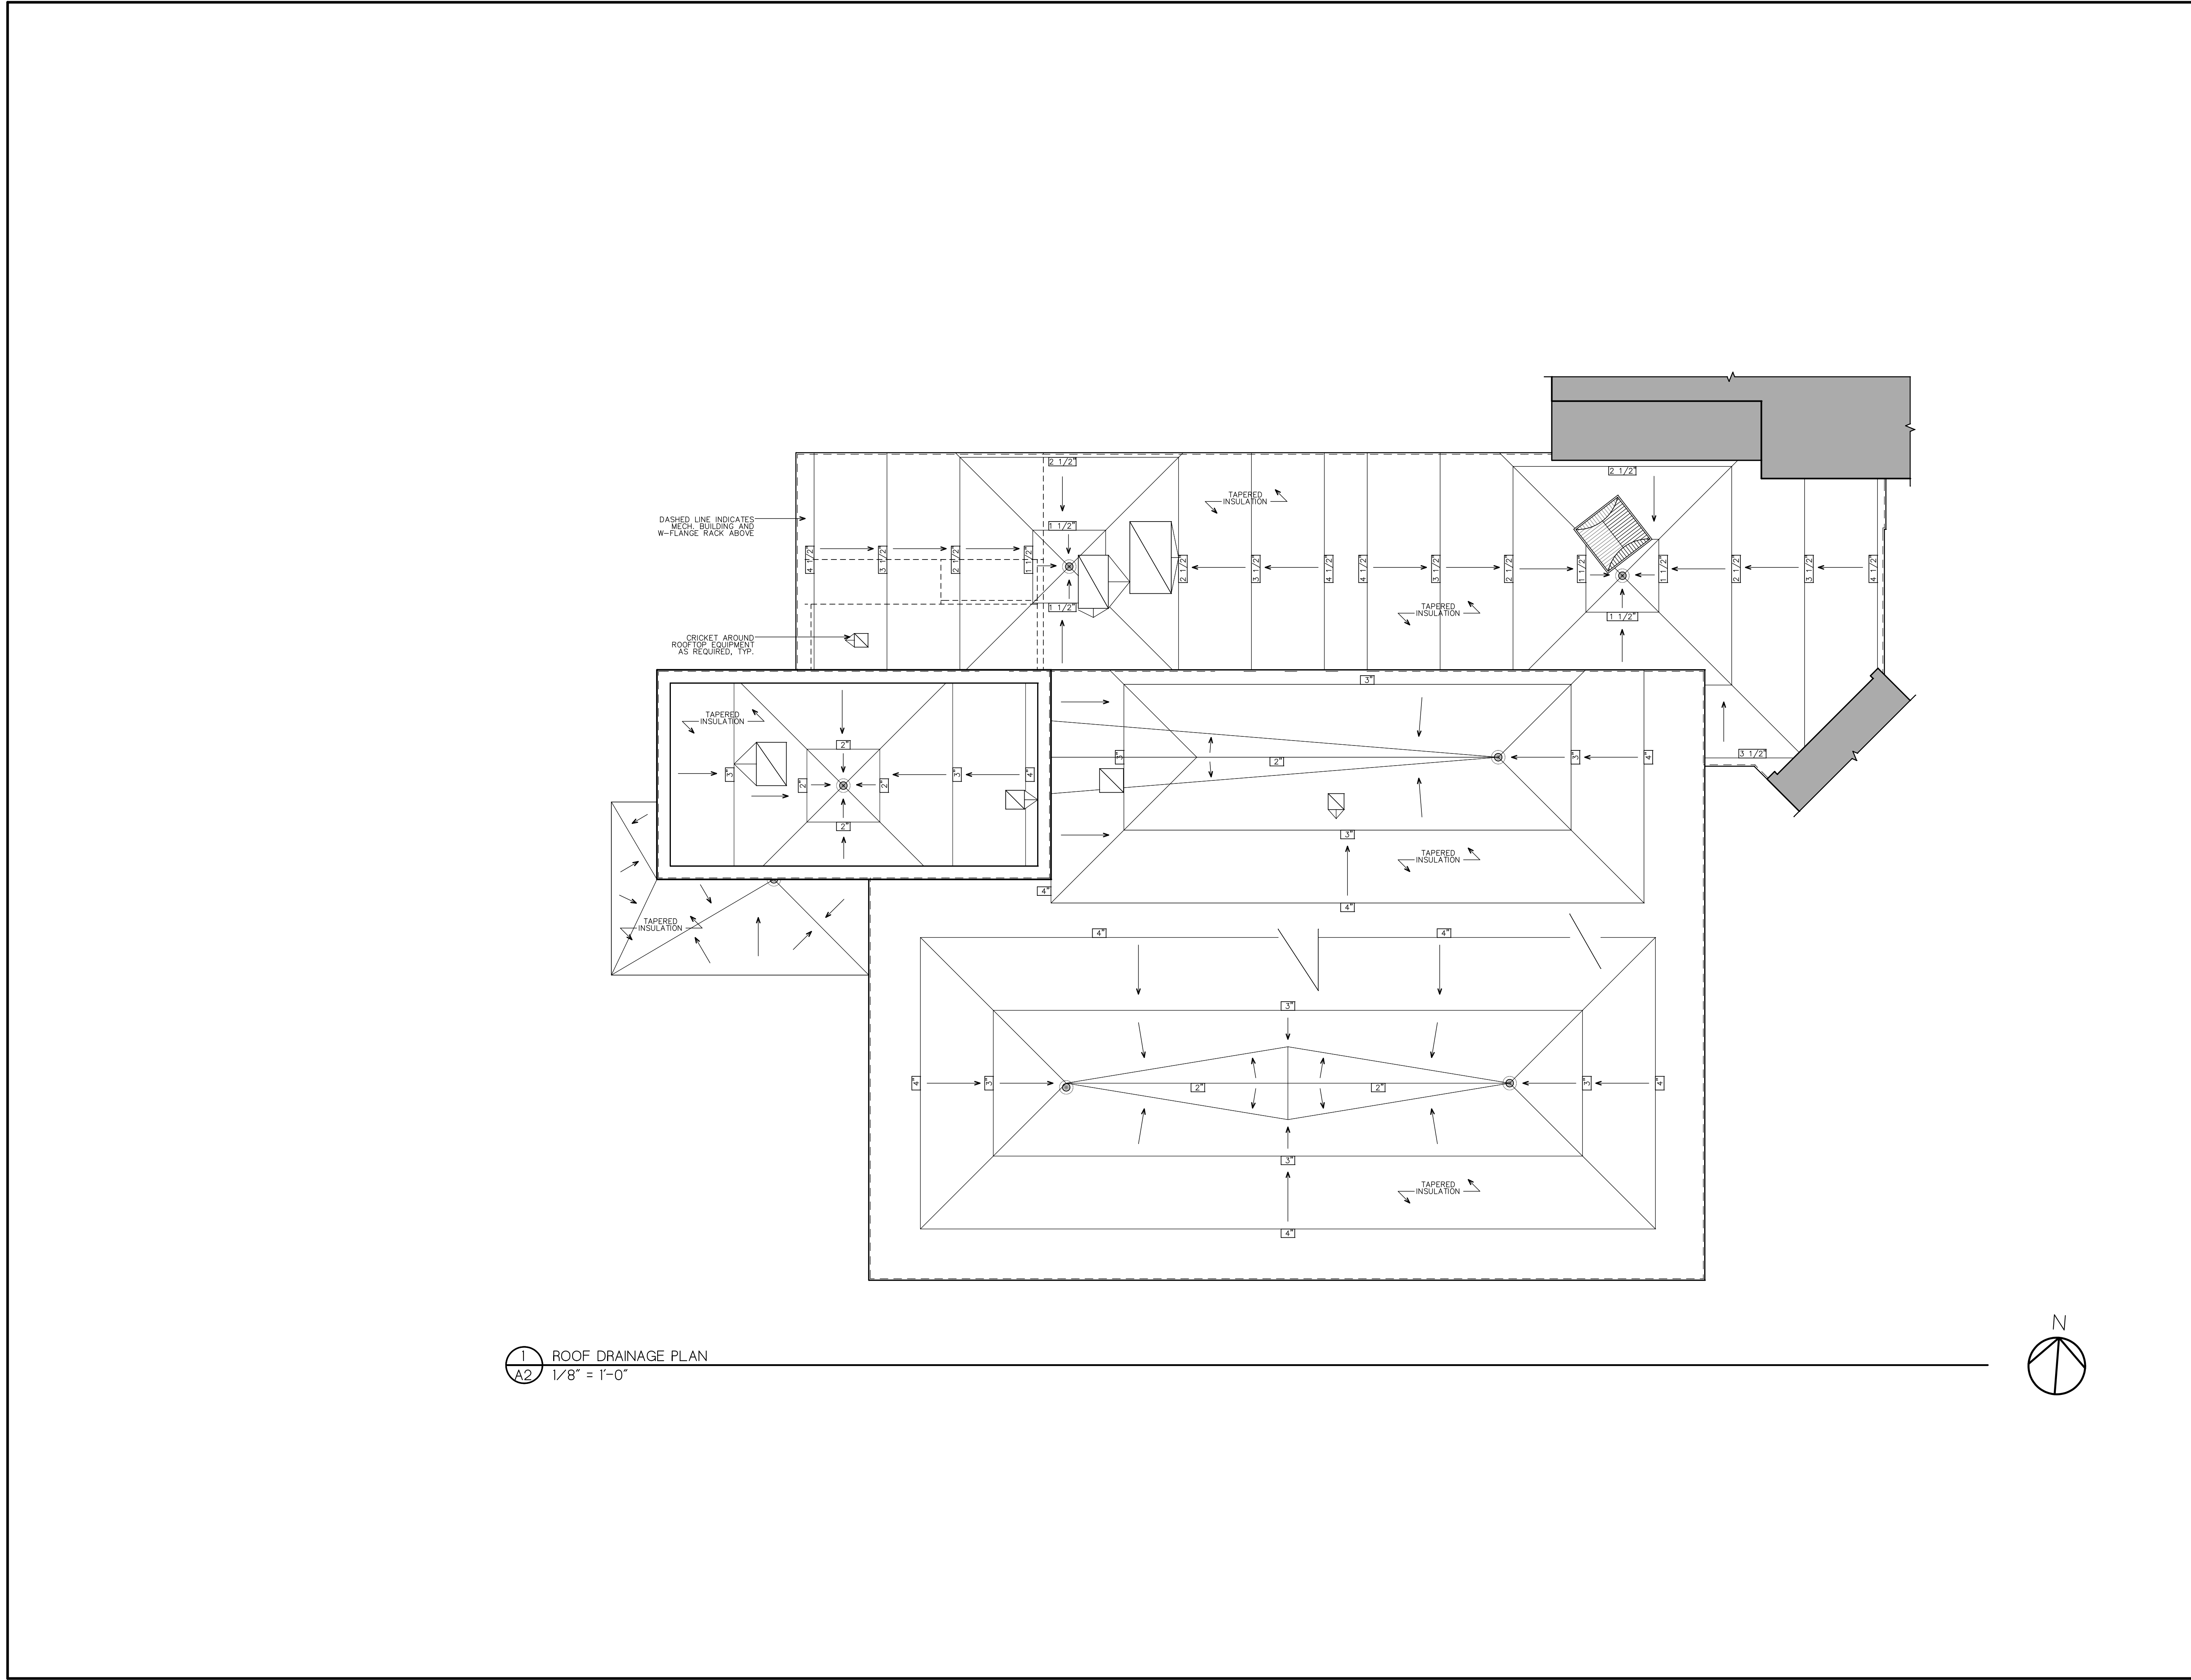 2 1/2"
2 1/2"
TAPERED
INSULATION
DASHED LINE INDICATES
MECH. BUILDING AND
W-FLANGE RACK ABOVE
1 1/2"
4 1/2"
3 1/2"
2 1/2"
1 1/2"
2 1/2"
3 1/2"
4 1/2"
4 1/2"
3 1/2"
2 1/2"
1 1/2"
1 1/2"
2 1/2"
3 1/2"
4 1/2"
1 1/2"
TAPERED
INSULATION
1 1/2"
CRICKET AROUND
ROOFTOP EQUIPMENT
AS REQUIRED, TYP.
3"
TAPERED
INSULATION
2"
3"
2"
2"
3"
4"
2"
3"
2"
3"
4"
3 1/2"
3"
TAPERED
INSULATION
4"
4"
TAPERED
INSULATION
4"
4"
3"
4"
3"
2"
2"
3"
4"
3"
TAPERED
INSULATION
4"
N
1
ROOF DRAINAGE PLAN
A2
1/8" = 1'-0"